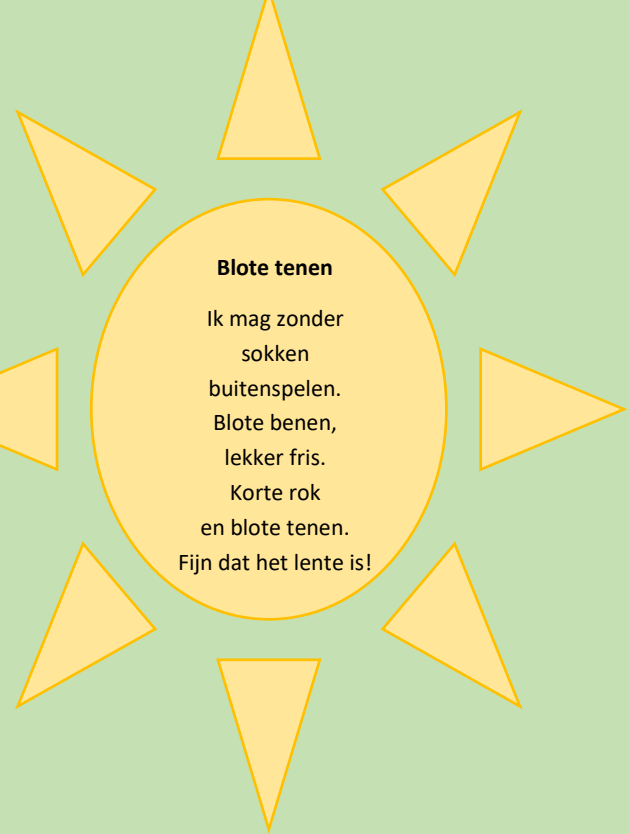 Blote tenen
Ik mag zonder
sokken
buitenspelen.
Blote benen,
lekker fris.
Korte rok
en blote tenen.
Fijn dat het lente is!